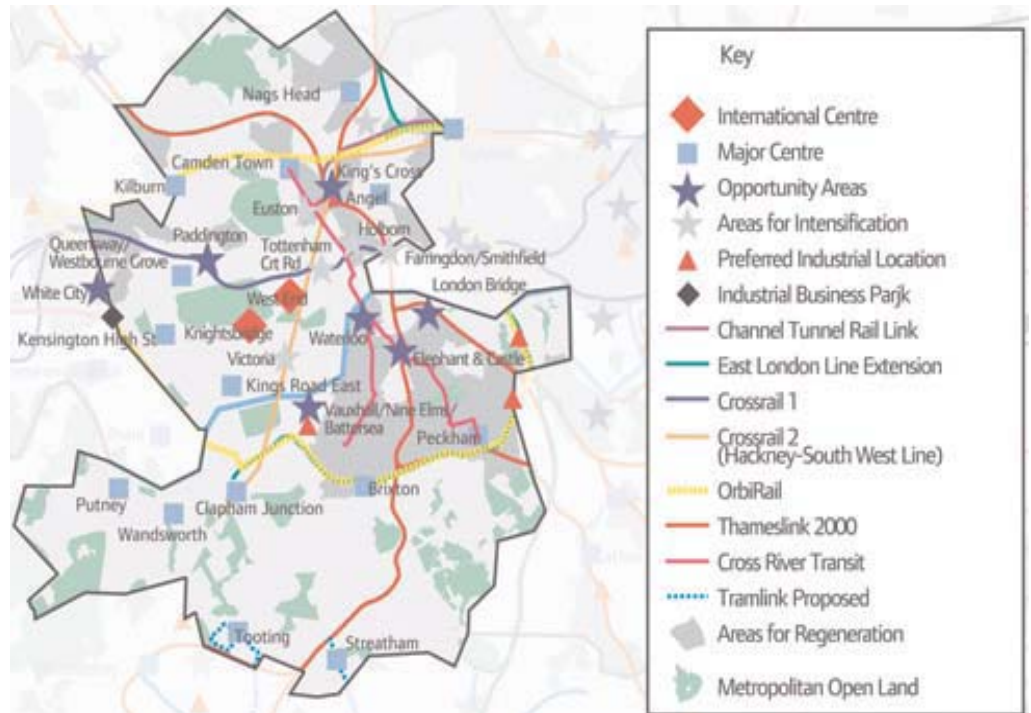 Nags Head
Camden Town
King's Cross
Kilburn
Angel
Euston
Holborn
Paddington
Tottenham
Crt Rd
Queensway/
Westbourne Grove
Farringdon/Smithfield
White City
West End
London Bridge
Kensington High St
Knightsbridge
Waterloo
Victoria
Elephant & Castle
Kings Road East
Vauxhall/Nine Elms/
Battersea
Peckham
Putney
Clapham Junction
Brixton
Wandsworth
Tooting
Streatham
Key
International Centre
Major Centre
Opportunity Areas
Areas for Intensification
Preferred Industrial Location
Industrial Business Parjk
Channel Tunnel Rail Link
East London Line Extension
Crossrail 1
Crossrail 2
(Hackney-South West Line)
OrbiRail
Thameslink 2000
Cross River Transit
Tramlink Proposed
Areas for Regeneration
Metropolitan Open Land